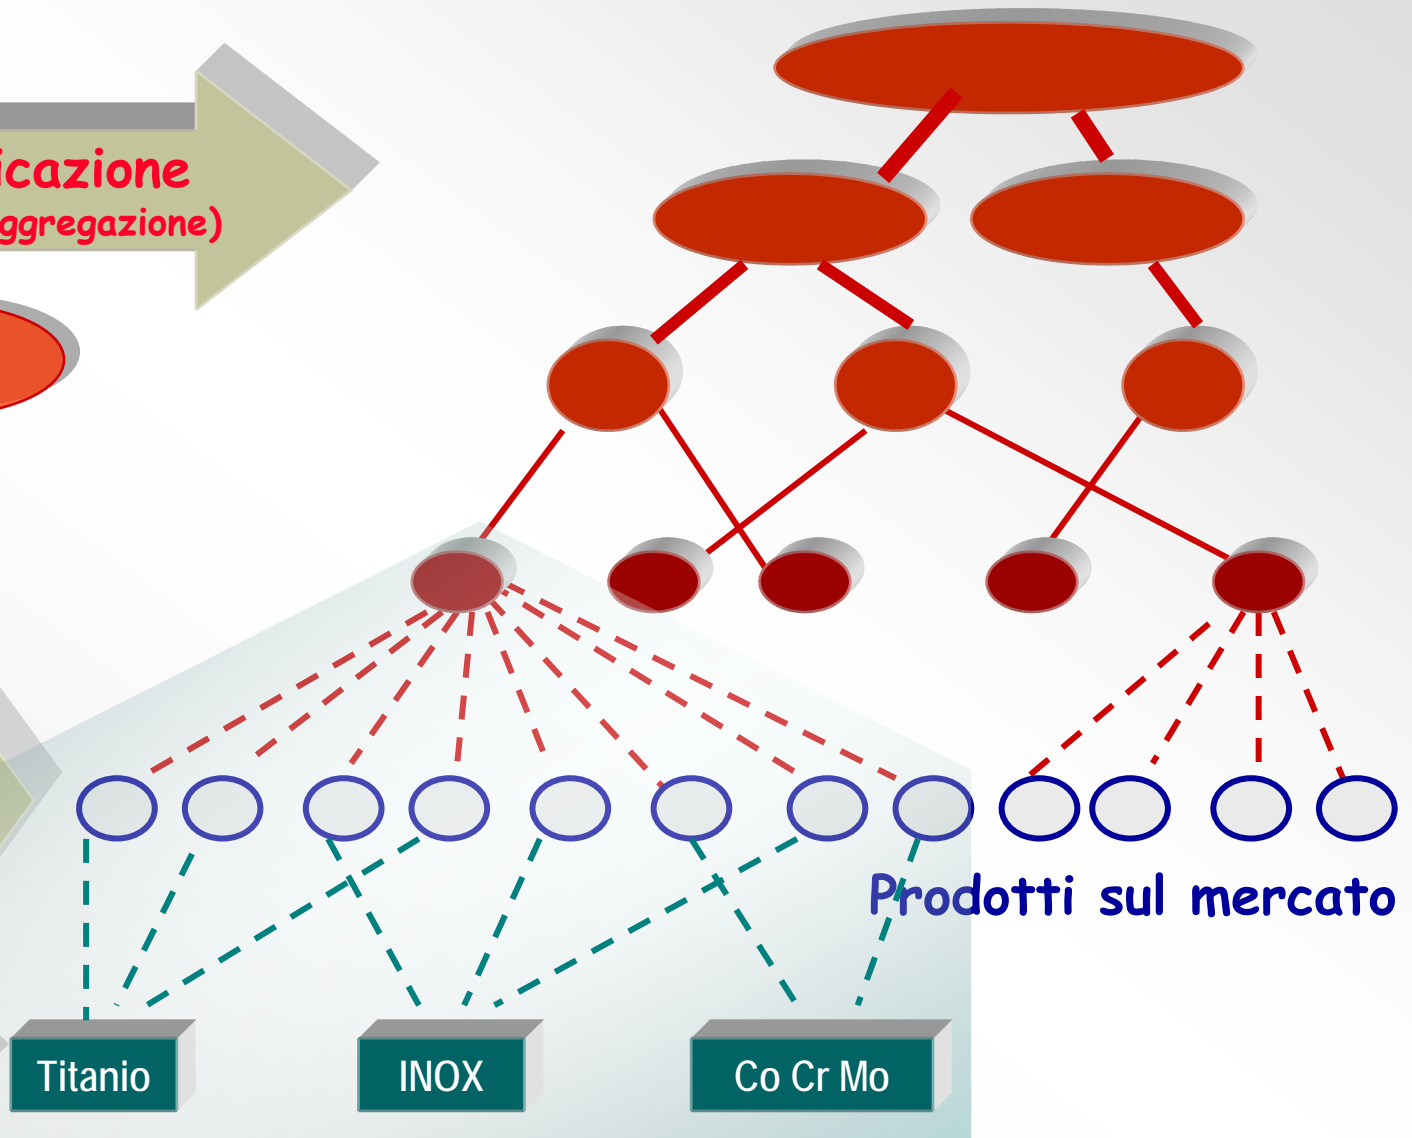 icazione
ggregazione)
Prodotti sul mercato
Titanio
INOX
Co Cr Mo